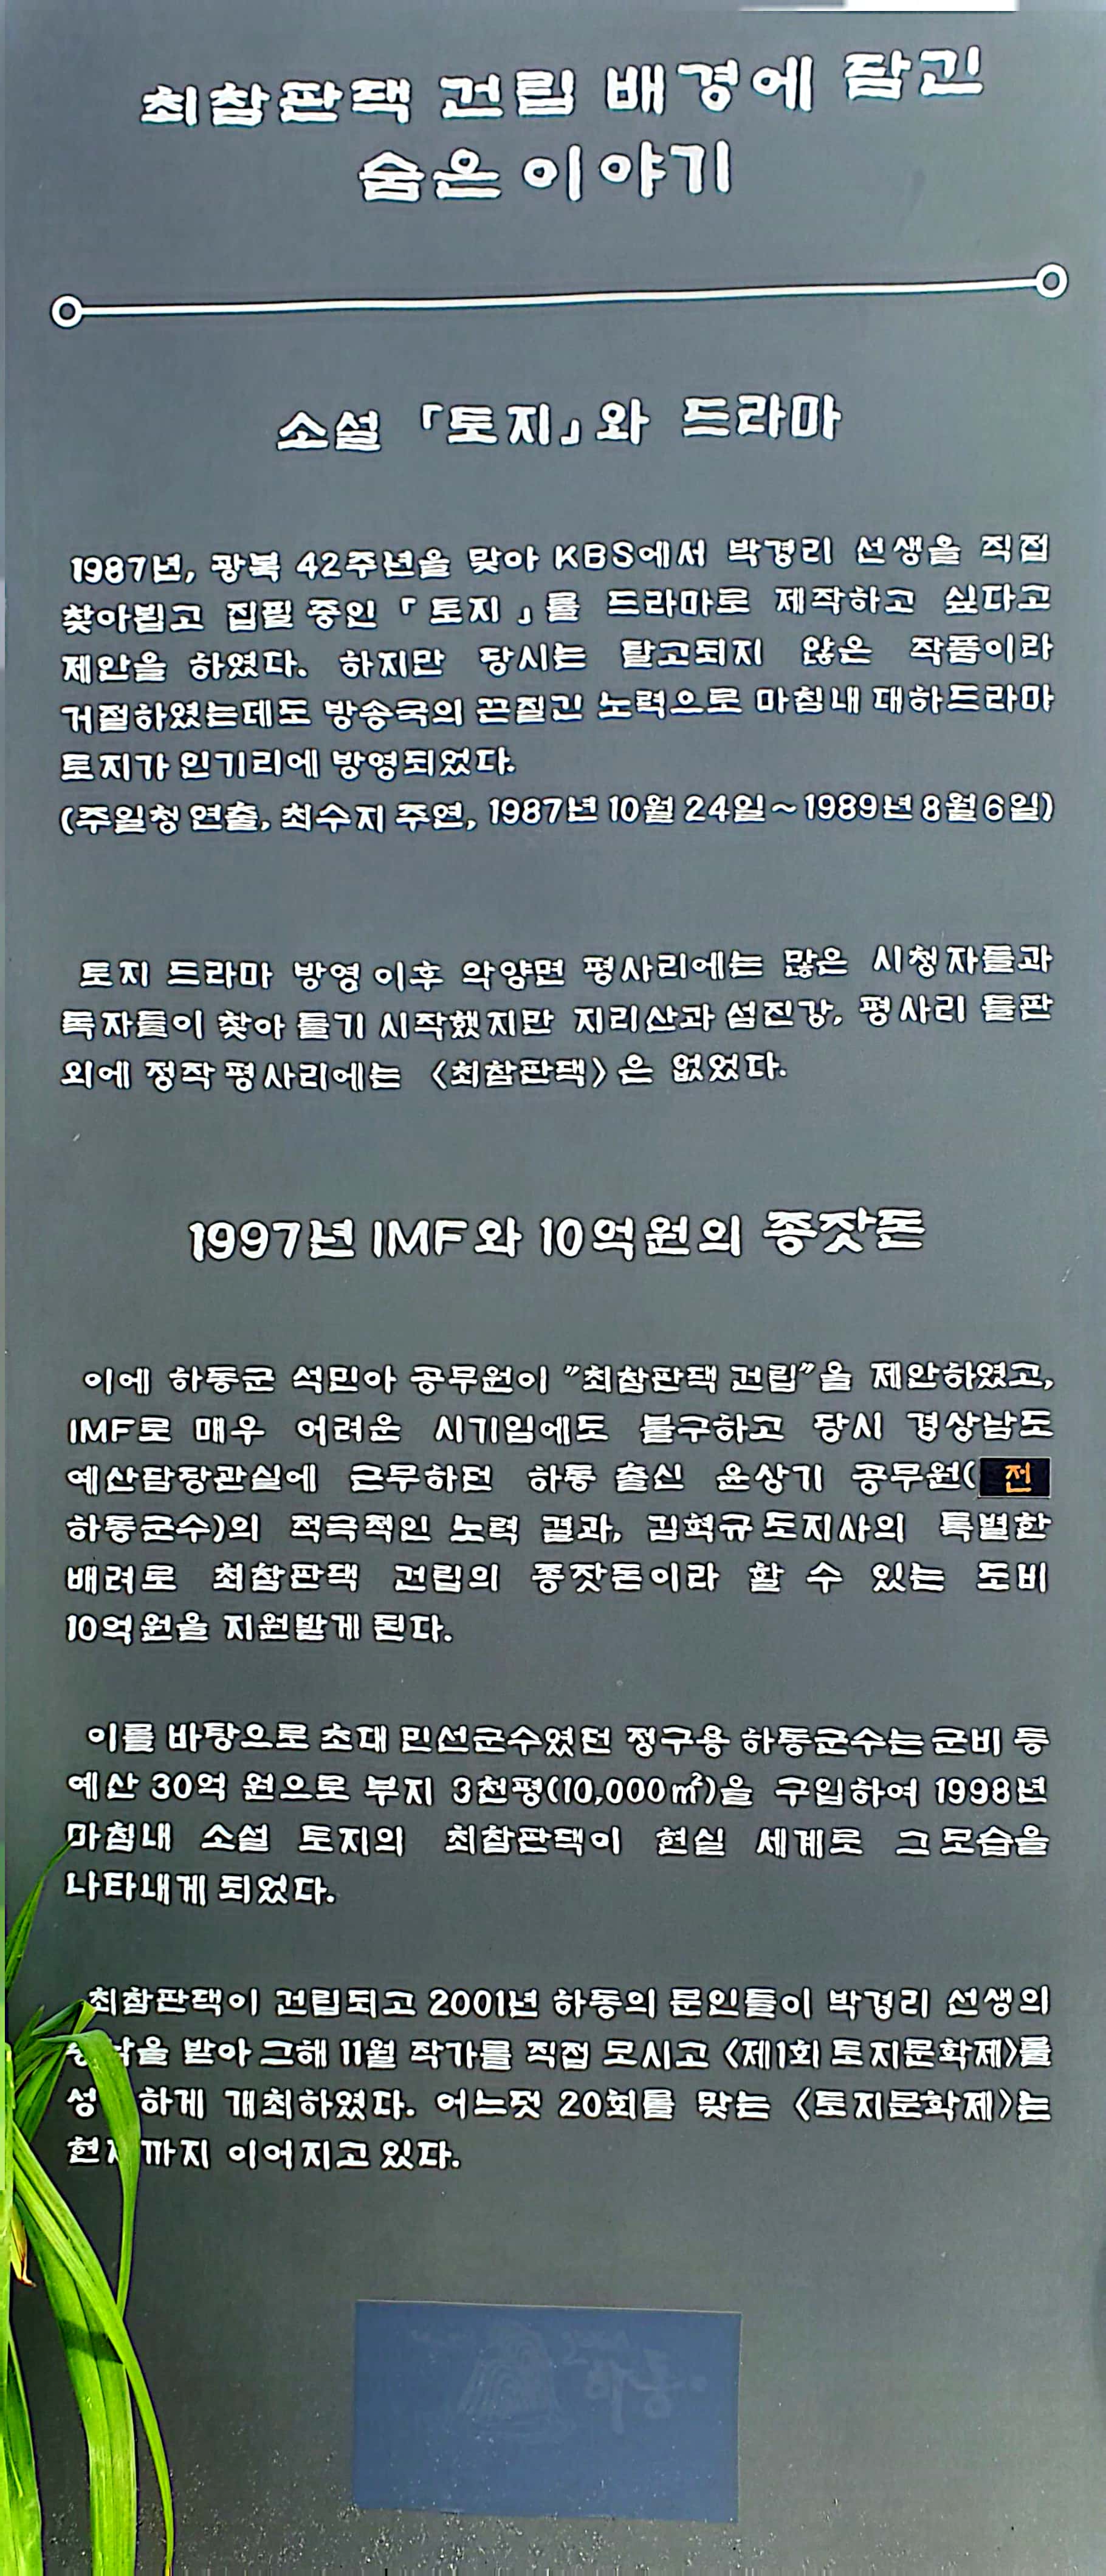 최참판댁 건립 배경에 담긴
숨은 이야기
소설 「토지」와 드라마
1987년, 광복 42주년을 맞아 KBS에서 박경리 선생을 직접
찾아뵙고 집필 중인 「토지」를 드라마로 제작하고 싶다고
제안을 하였다. 하지만 당시는 탈고되지 않은 작품이라
거절하였는데도 방송국의 끈질긴 노력으로 마침내 대하드라마
토지가 인기리에 방영되었다.
(주일청 연출, 최수지 주연, 1987년 10월 24일~1989년 8월 6일)
토지 드라마 방영 이후 악양면 평사리에는 많은 시청자들과
독자들이 찾아 들기 시작했지만 지리산과 섬진강, 평사리 들판
외에 정작 평사리에는 〈최참판댁〉은 없었다.
1997년 IMF와 10억원의 종잣돈
이에 하동군 석민아 공무원이 "최참판댁 건립"을 제안하였고,
IMF로 매우 어려운 시기임에도 불구하고 당시 경상남도
예산담당관실에 근무하던 하동 출신 윤상기 공무원(전
하동군수)의 적극적인 노력 결과, 김혁규 도지사의 특별한
배려로 최참판댁 건립의 종잣돈이라 할 수 있는 도비
10억원을 지원받게 된다.
이를 바탕으로 초대 민선군수였던 정구용 하동군수는 군비 등
예산 30억 원으로 부지 3천평(10,000㎡)을 구입하여 1998년
마침내 소설 토지의 최참판댁이 현실 세계로 그 모습을
나타내게 되었다.
최참판댁이 건립되고 2001년 하동의 문인들이 박경리 선생의
받아 그해 11월 작가를 직접 모시고 〈제1회 토지문학제〉를
개최하였다. 어느덧 20회를 맞는 〈토지문학제〉는
이어지고 있다.
하동